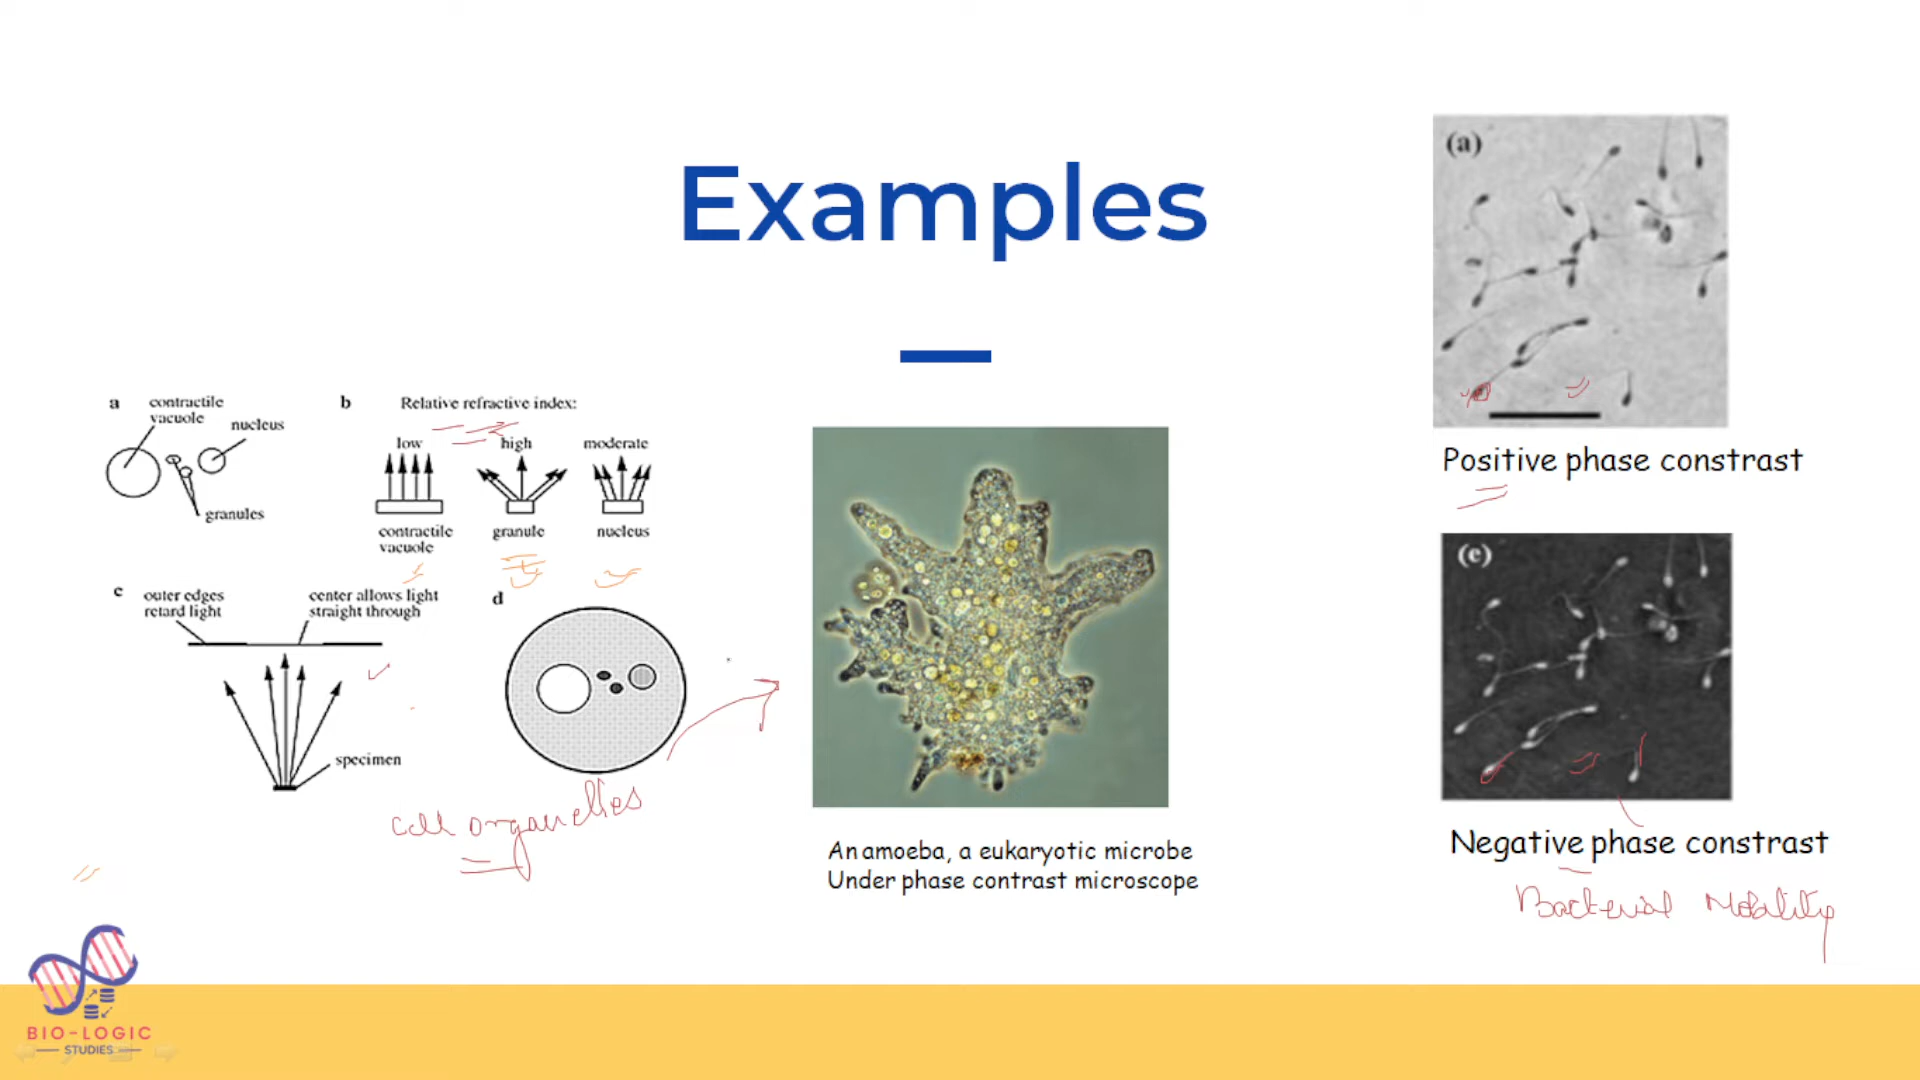 Examples
a
contractile
vacuole
nucleus
granules
b
Relative refractive index:
low
high
moderate
contractile
vacuole
granule
nucleus
c
outer edges
retard light
center allows light
straight through
specimen
d
cell organelles
An amoeba, a eukaryotic microbe
Under phase contrast microscope
(a)
Positive phase constrast
(e)
Negative phase constrast
Bacterial Mobility
BIO-LOGIC
STUDIES